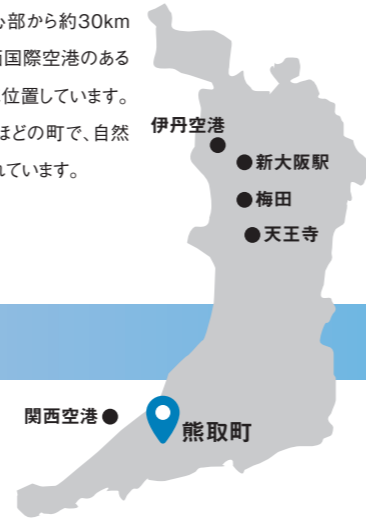 部から約30km
国際空港のある
位置しています。
ほどの町で、自然
れています。
伊丹空港
新大阪駅
梅田
天王寺
関西空港
熊取町